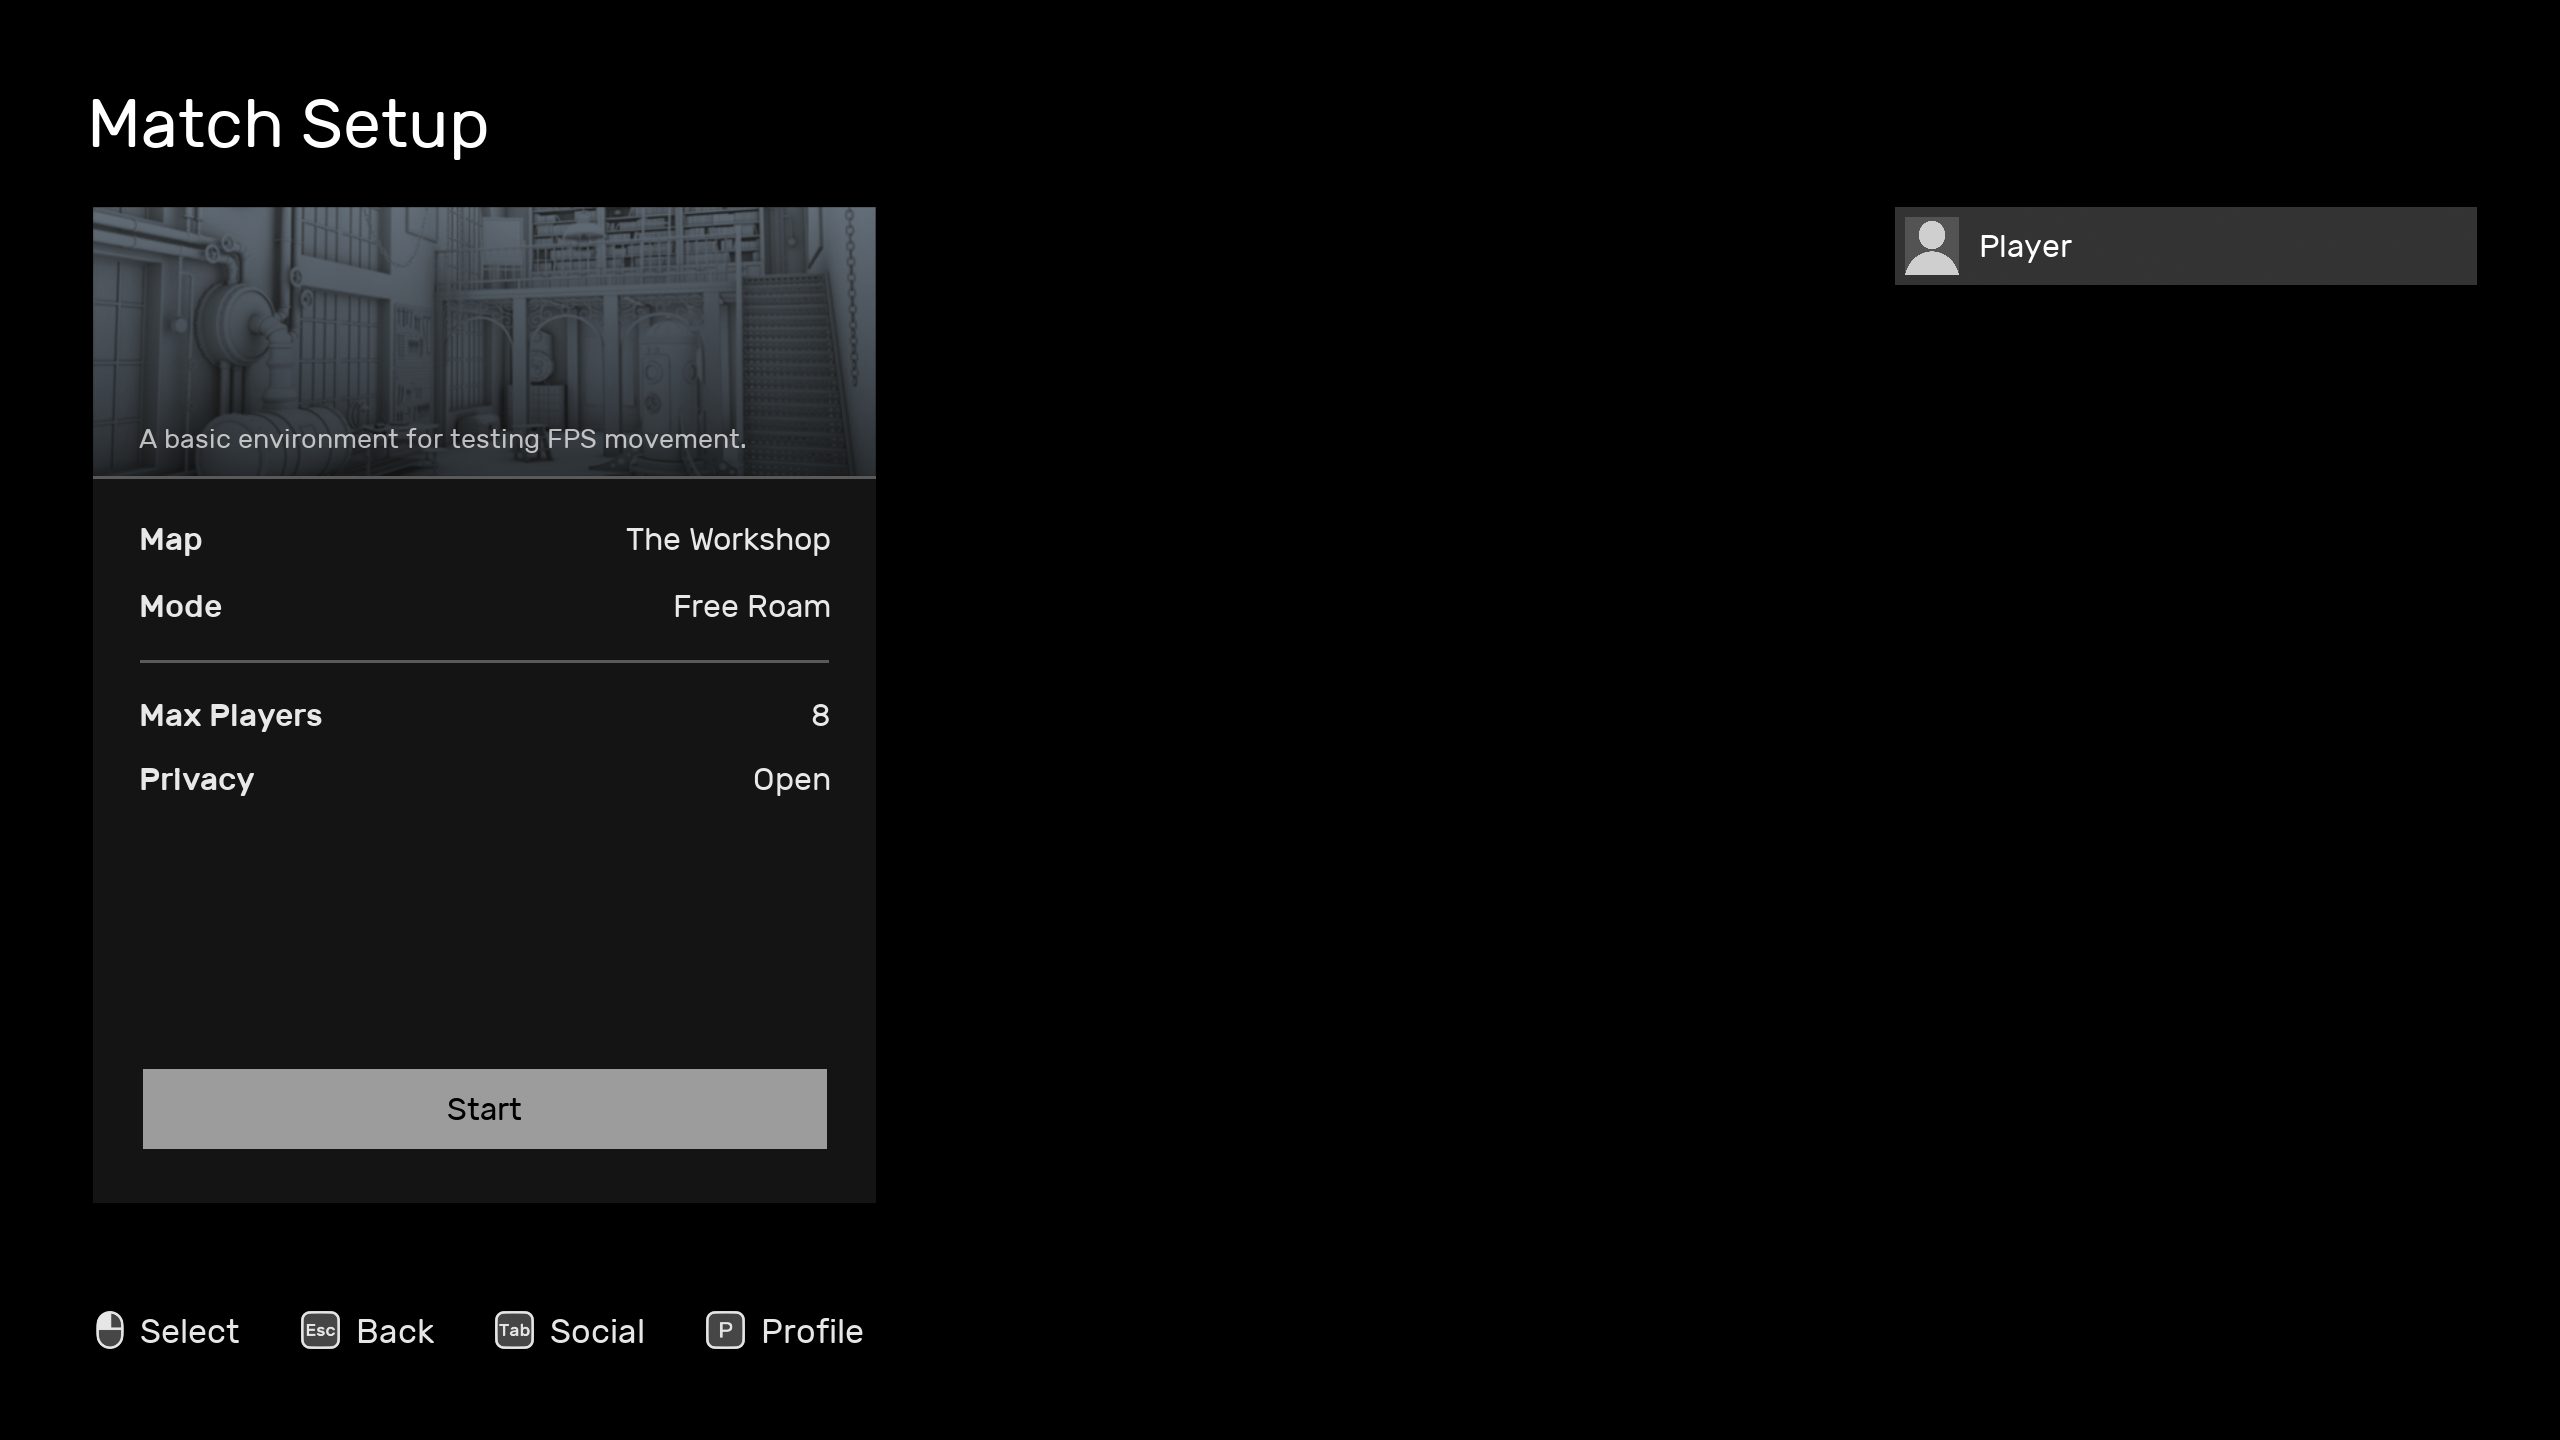 Match Setup
Player
A basic environment for testing FPS movement.
Map The Workshop
Mode Free Roam
Max Players 8
Privacy Open
Start
Select Esc Back Tab Social P Profile